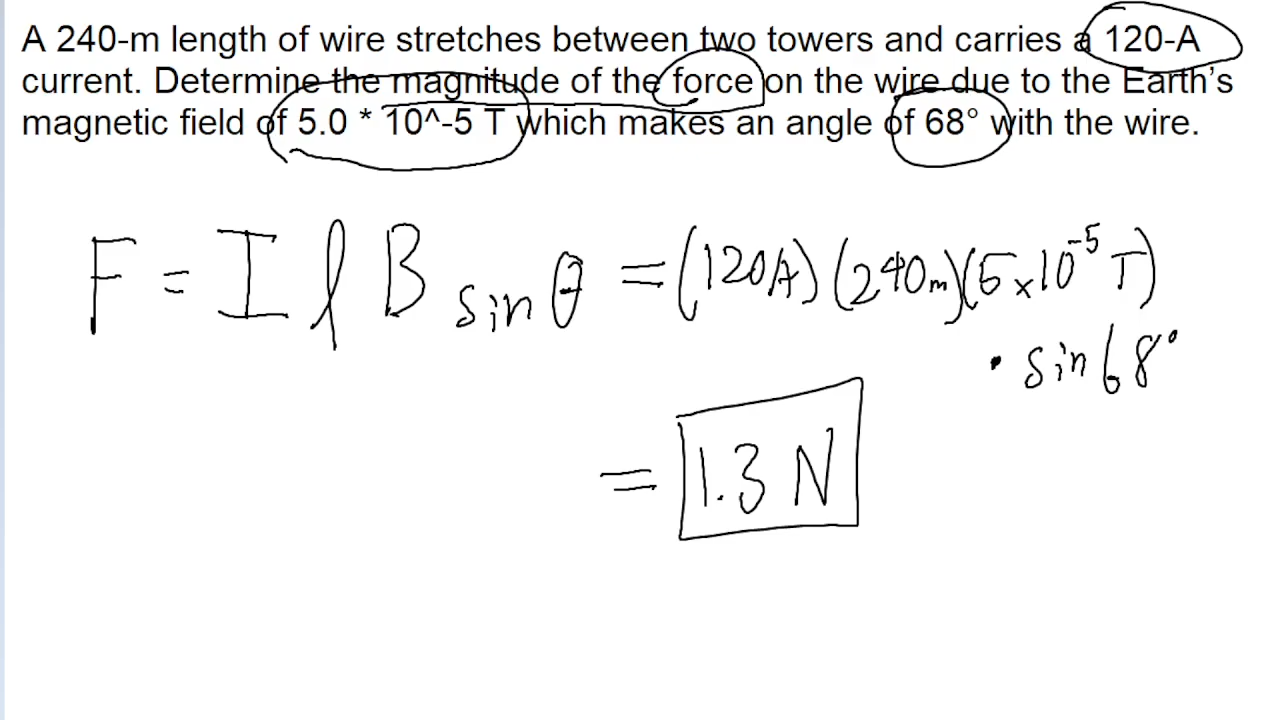 A 240-m length of wire stretches between two towers and carries a 120-A
current. Determine the magnitude of the force on the wire due to the Earth's
magnetic field of 5.0 * 10^-5 T which makes an angle of 68° with the wire.
F = I l B sin θ = (120A)(240m)(5x10⁻⁵ T)
· sin 68°
= 1.3 N